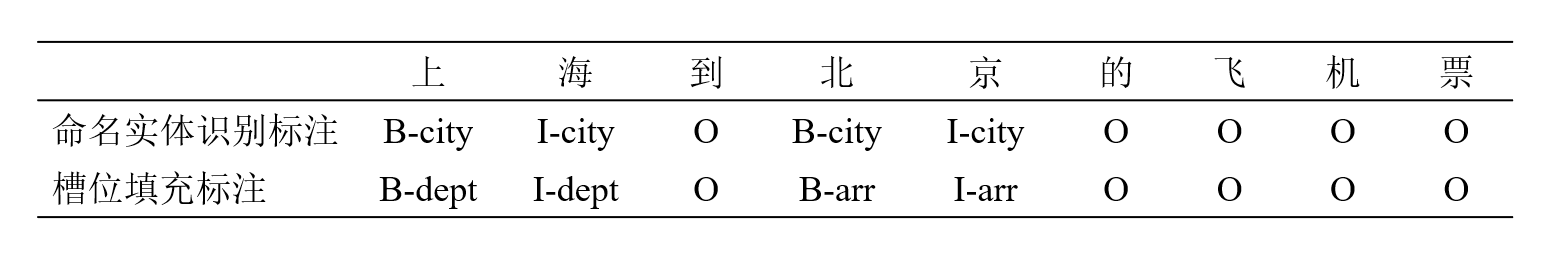 上 海 到 北 京 的 飞 机 票
命名实体识别标注 B-city I-city O B-city I-city O O O O
槽位填充标注 B-dept I-dept O B-arr I-arr O O O O